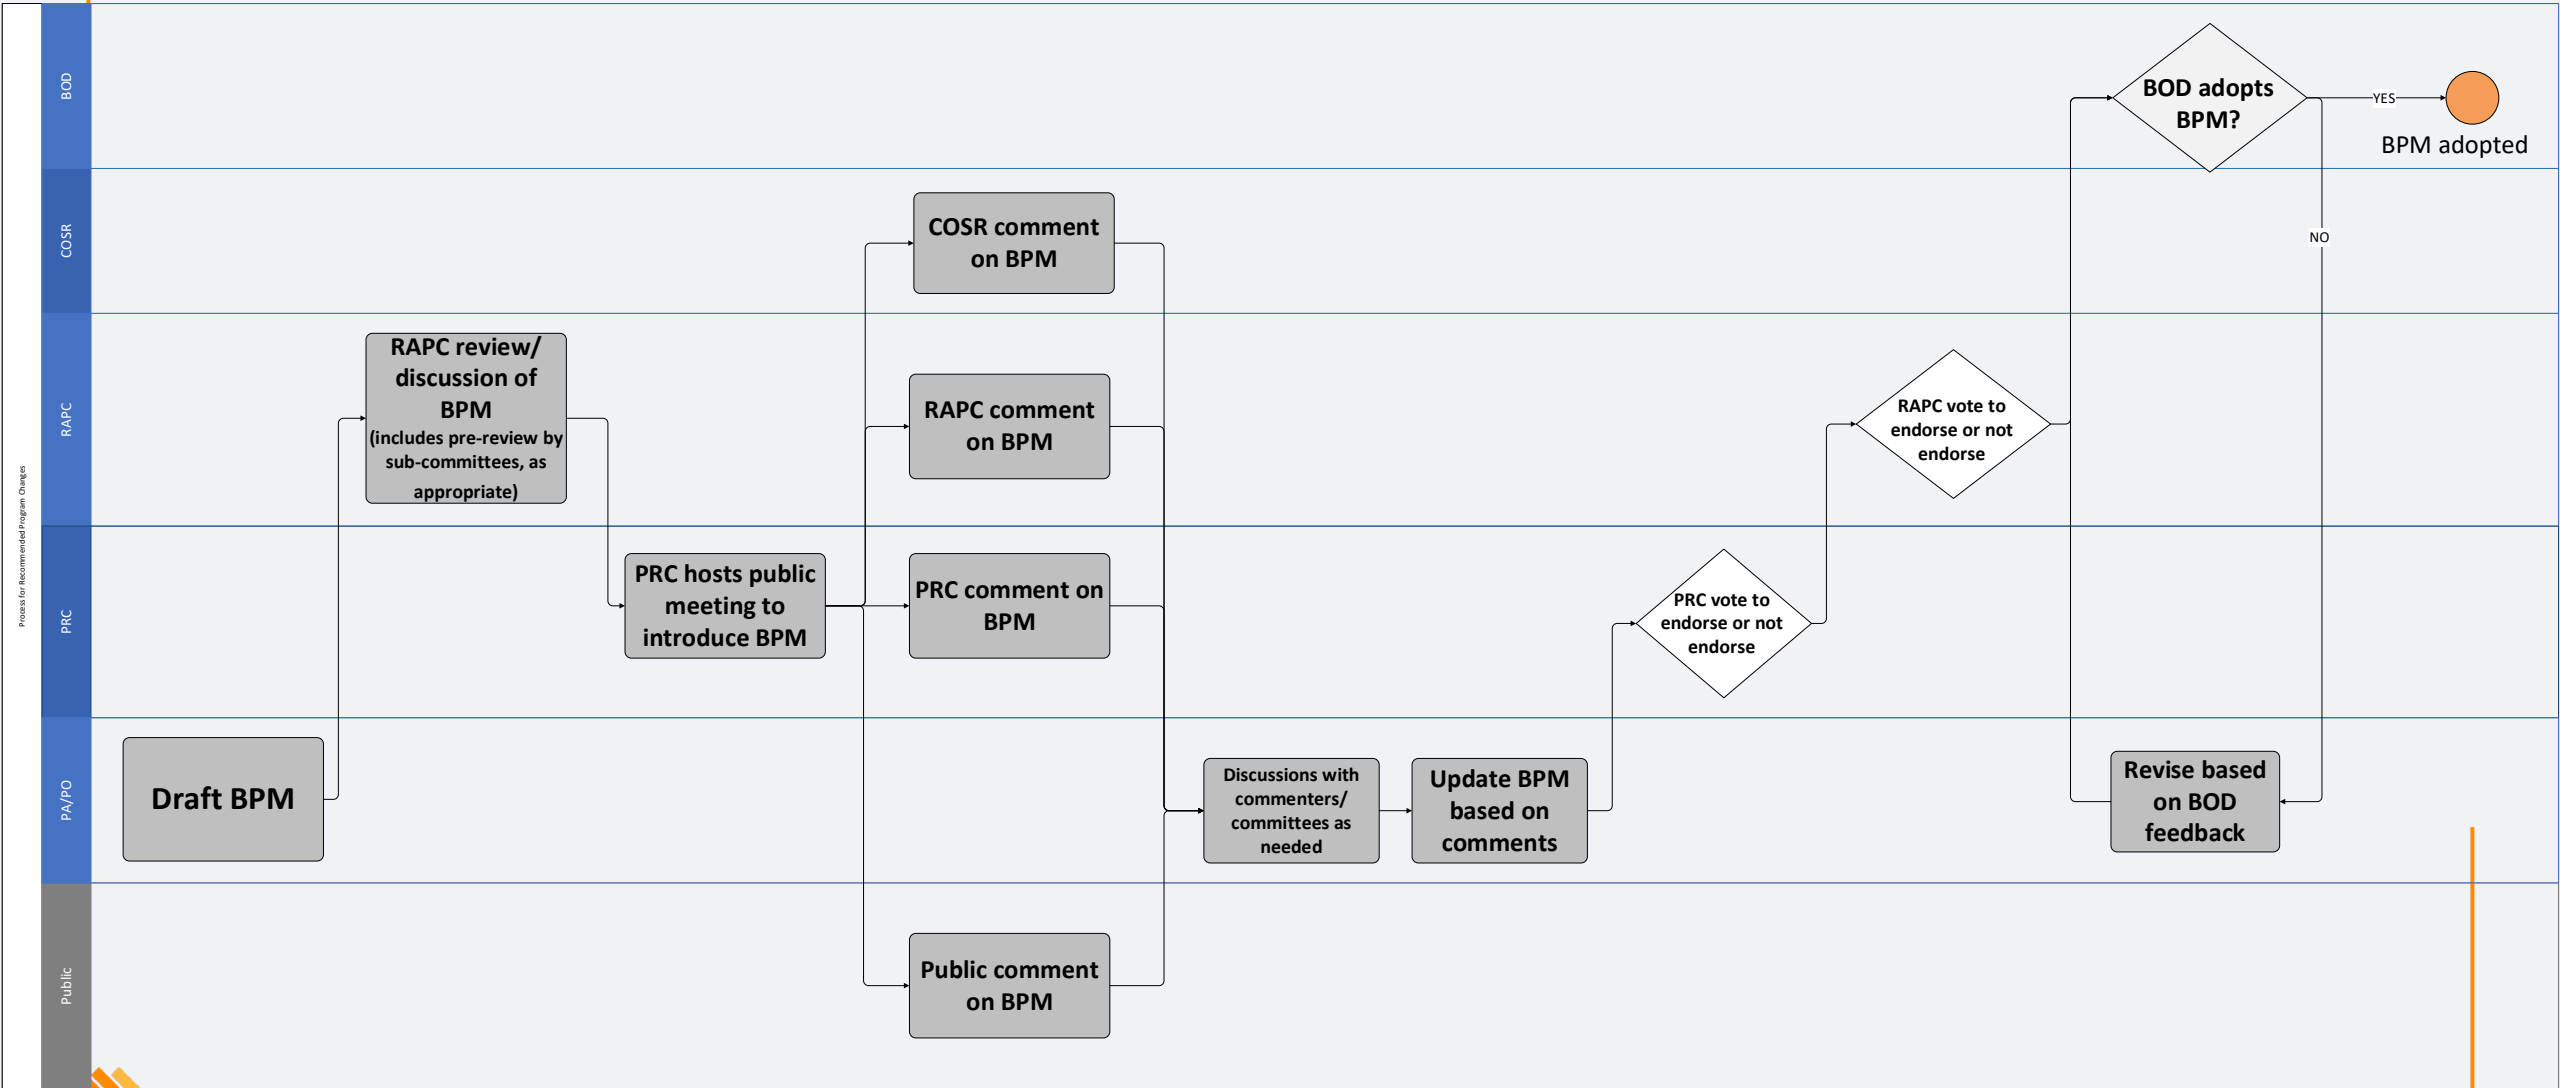 Process for Recommended Program Changes
BOD
BOD adopts
BPM?
YES
BPM adopted
COSR
COSR comment
on BPM
NO
RAPC
RAPC review/
discussion of
BPM
(includes pre-review by
sub-committees, as
appropriate)
RAPC comment
on BPM
RAPC vote to
endorse or not
endorse
PRC
PRC hosts public
meeting to
introduce BPM
PRC comment on
BPM
PRC vote to
endorse or not
endorse
PA/PO
Draft BPM
Discussions with
commenters/
committees as
needed
Update BPM
based on
comments
Revise based
on BOD
feedback
Public
Public comment
on BPM